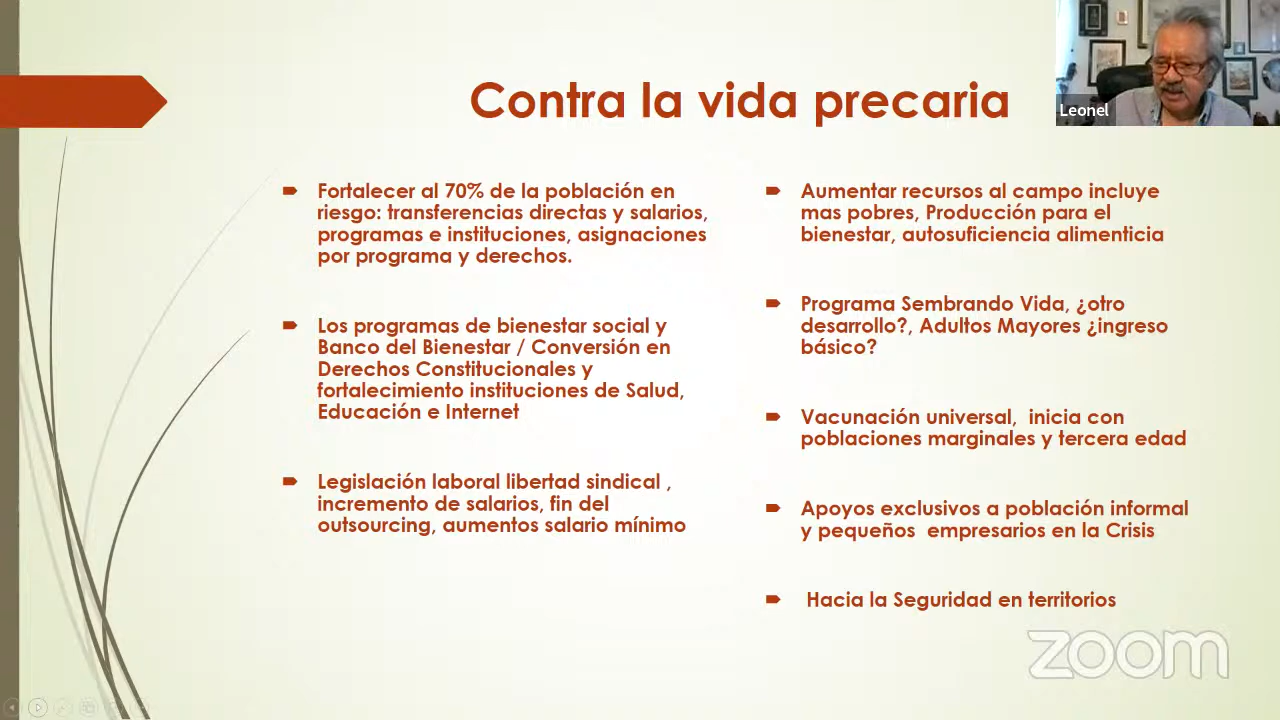 Contra la vida precaria
Leonel
Fortalecer al 70% de la población en
riesgo: transferencias directas y salarios,
programas e instituciones, asignaciones
por programa y derechos.
Los programas de bienestar social y
Banco del Bienestar / Conversión en
Derechos Constitucionales y
fortalecimiento instituciones de Salud,
Educación e Internet
Legislación laboral libertad sindical ,
incremento de salarios, fin del
outsourcing, aumentos salario mínimo
Aumentar recursos al campo incluye
mas pobres, Producción para el
bienestar, autosuficiencia alimenticia
Programa Sembrando Vida, ¿otro
desarrollo?, Adultos Mayores ¿ingreso
básico?
Vacunación universal,  inicia con
poblaciones marginales y tercera edad
Apoyos exclusivos a población informal
y pequeños  empresarios en la Crisis
Hacia la Seguridad en territorios
zoom